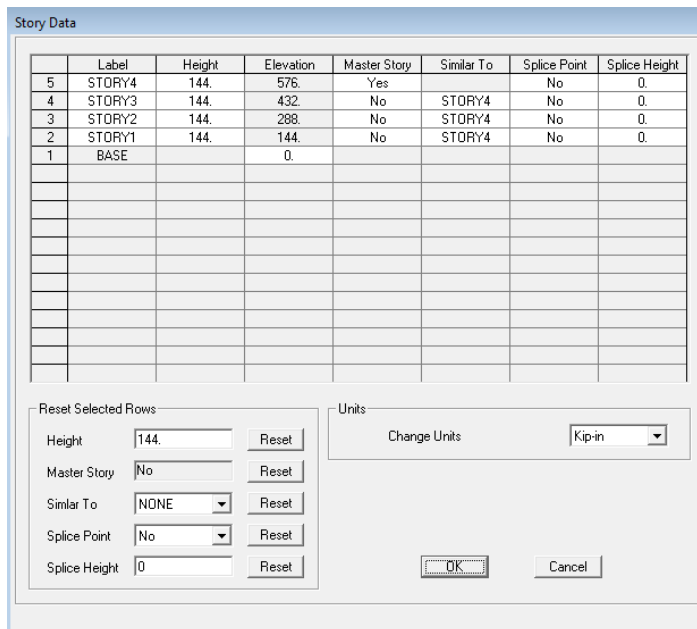 Story Data
Label Height Elevation Master Story Similar To Splice Point Splice Height
5 STORY4 144. 576. Yes No 0.
4 STORY3 144. 432. No STORY4 No 0.
3 STORY2 144. 288. No STORY4 No 0.
2 STORY1 144. 144. No STORY4 No 0.
1 BASE 0.
Reset Selected Rows
Height 144. Reset
Master Story No Reset
Simlar To NONE Reset
Splice Point No Reset
Splice Height 0 Reset
Units
Change Units Kip-in
OK Cancel